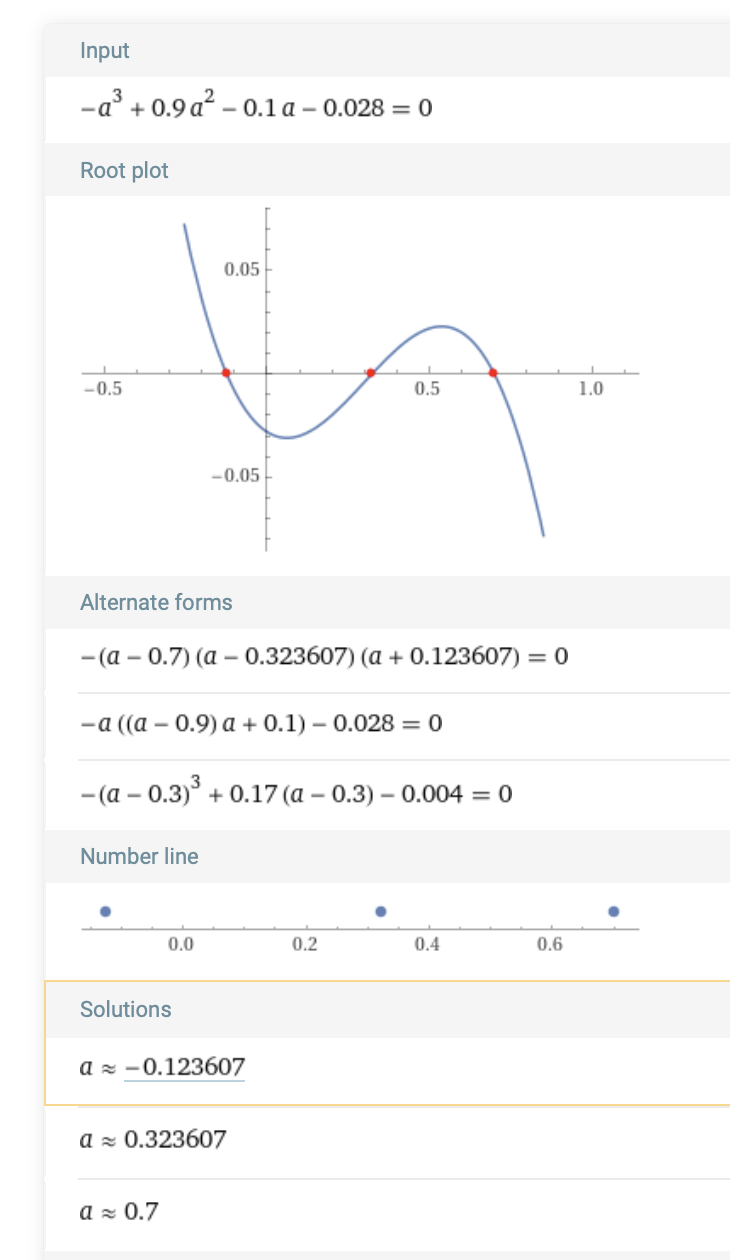 Input
−a³ + 0.9 a² − 0.1 a − 0.028 = 0
Root plot
0.05
−0.5 0.5 1.0
−0.05
Alternate forms
−(a − 0.7) (a − 0.323607) (a + 0.123607) = 0
−a ((a − 0.9) a + 0.1) − 0.028 = 0
−(a − 0.3)³ + 0.17 (a − 0.3) − 0.004 = 0
Number line
0.0 0.2 0.4 0.6
Solutions
a ≈ −0.123607
a ≈ 0.323607
a ≈ 0.7